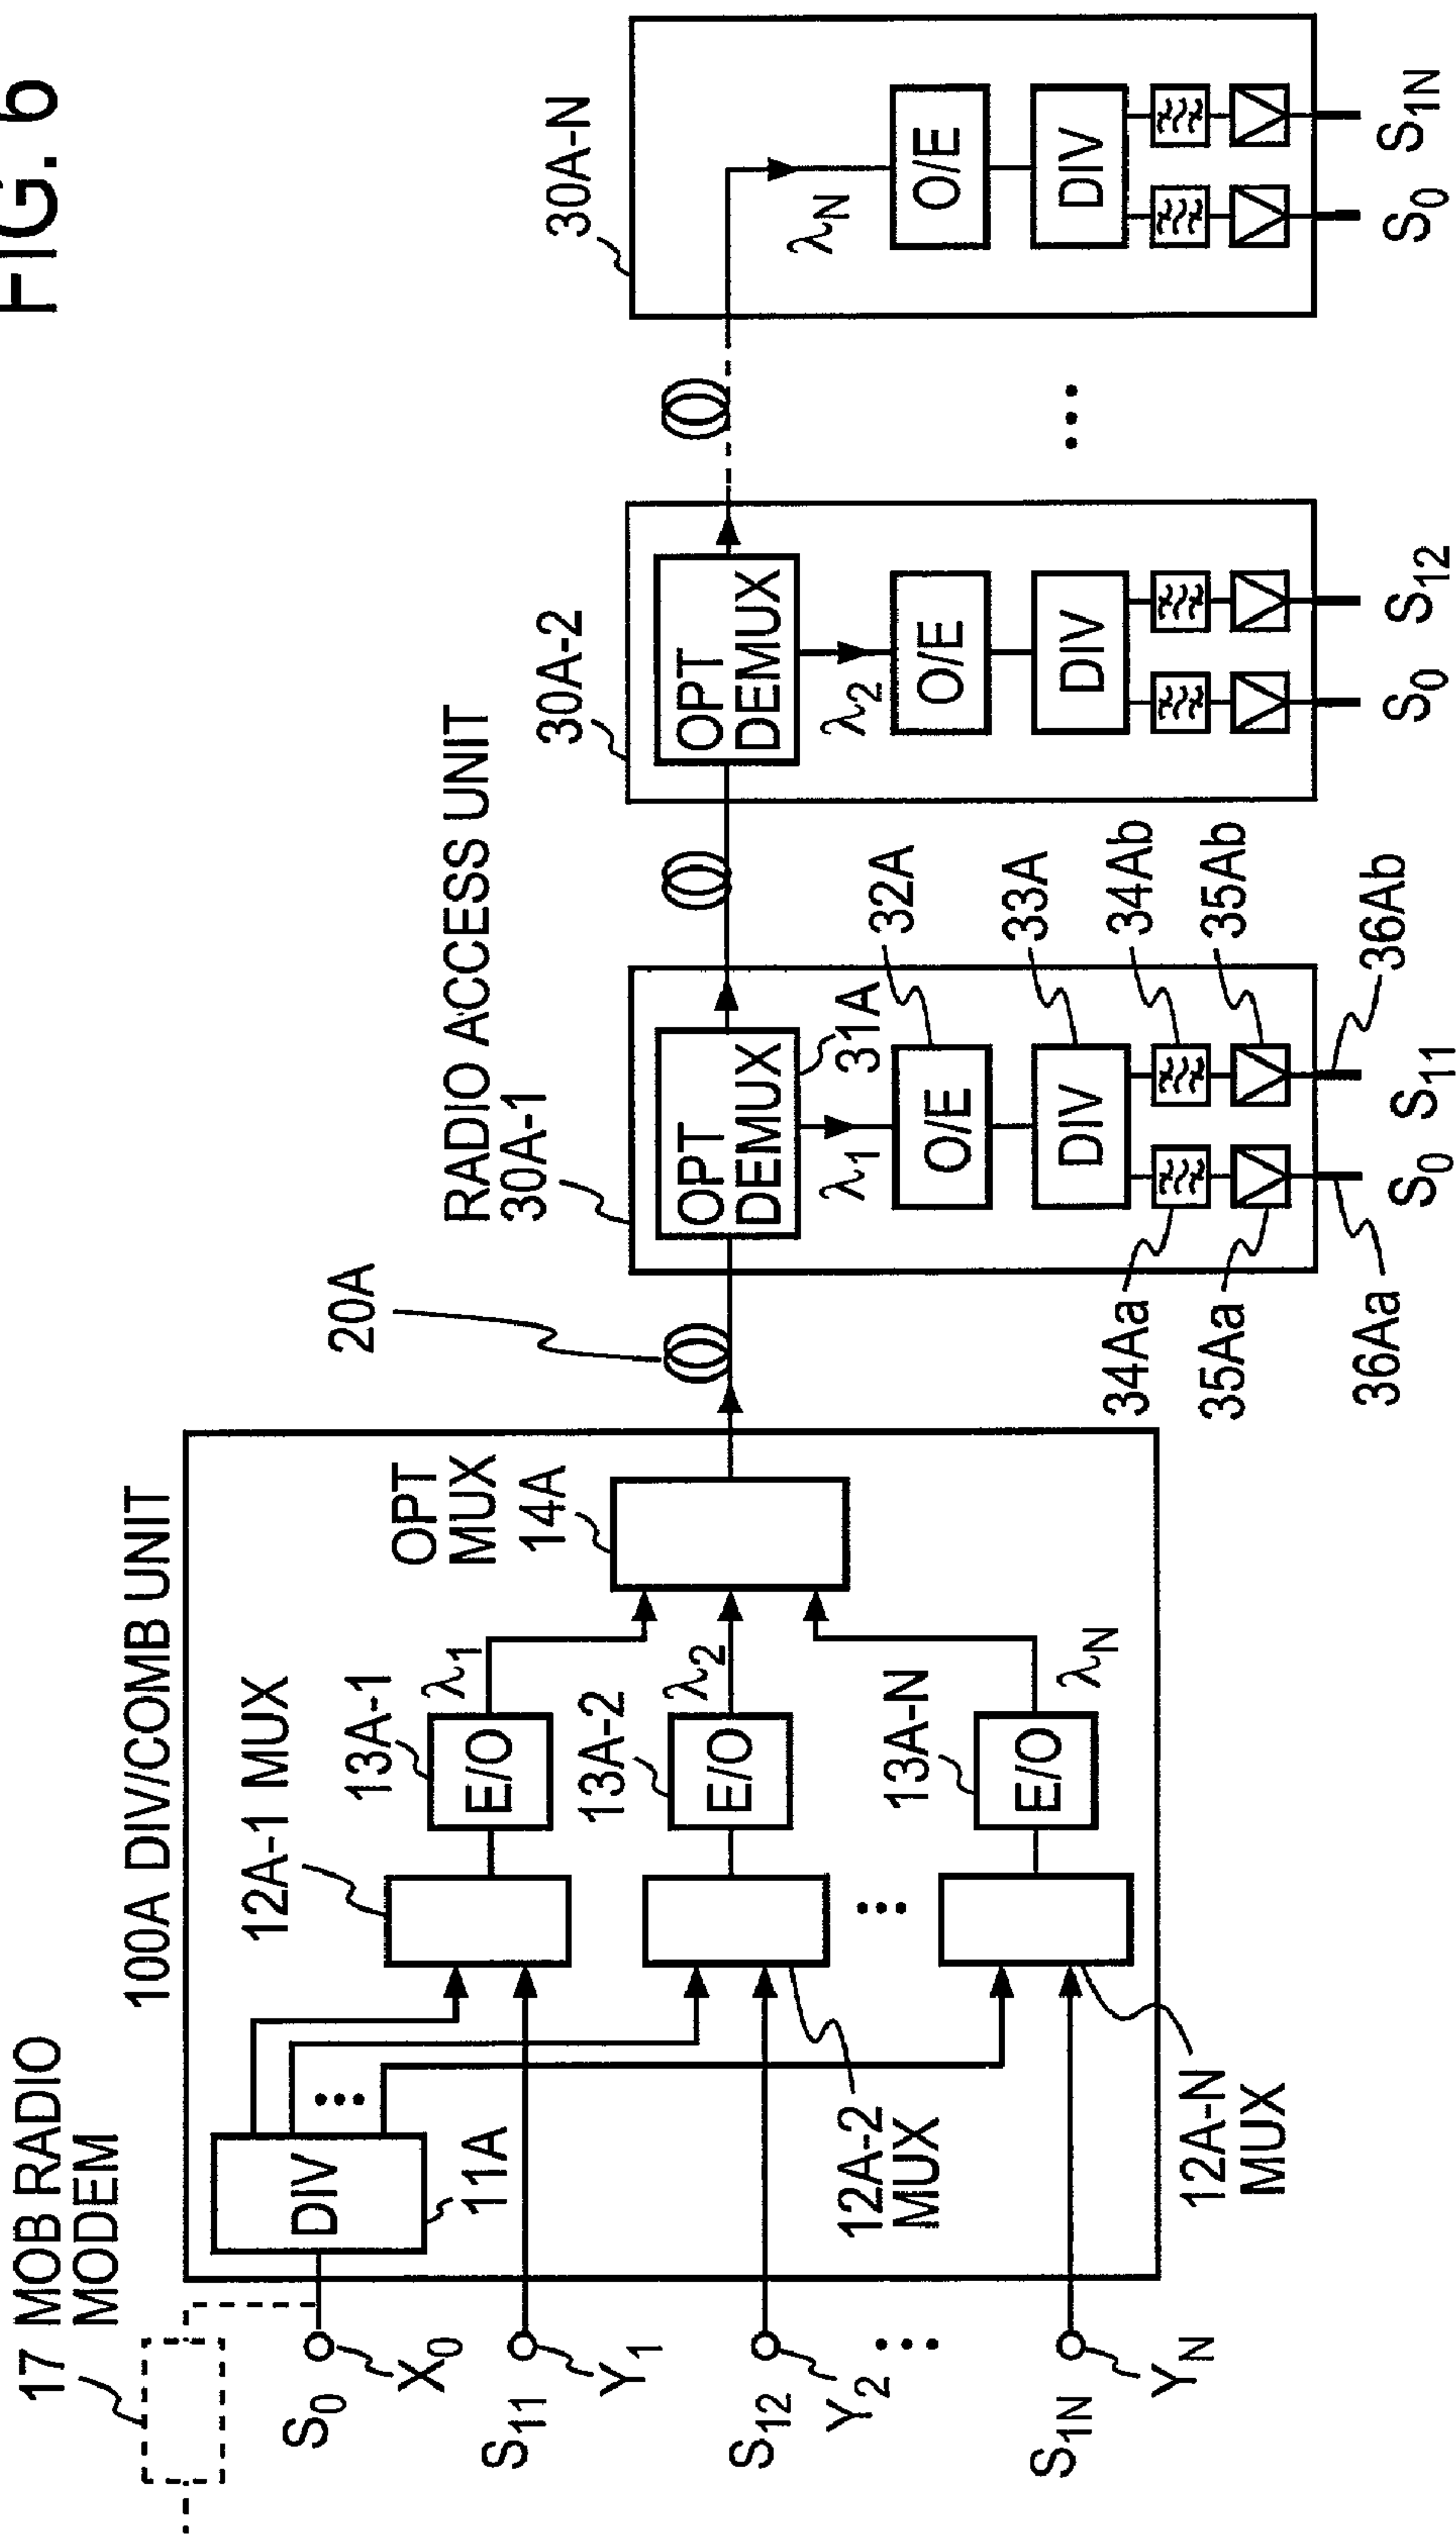 FIG. 6
17 MOB RADIO
MODEM
100A DIV/COMB UNIT
DIV
11A
12A-1 MUX
13A-1
E/O
λ1
OPT
MUX
14A
13A-2
E/O
λ2
12A-2
MUX
13A-N
E/O
λN
12A-N
MUX
S0
X0
S11
Y1
S12
Y2
S1N
YN
20A
RADIO ACCESS UNIT
30A-1
OPT
DEMUX
31A
λ1
O/E
32A
DIV
33A
34Aa
34Ab
35Aa
35Ab
36Aa
36Ab
S0
S11
30A-2
OPT
DEMUX
λ2
O/E
DIV
S0
S12
30A-N
λN
O/E
DIV
S0
S1N